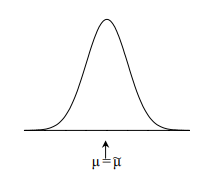 μ = μ̃